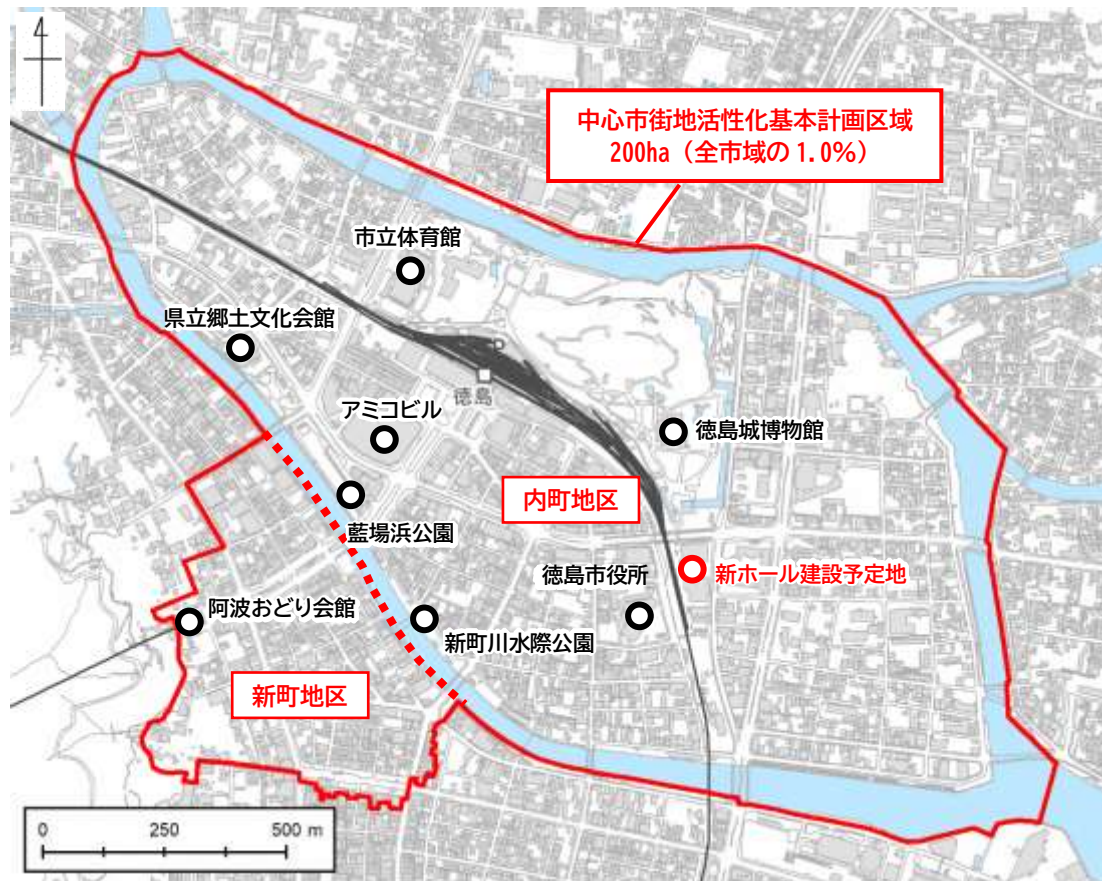 4
中心市街地活性化基本計画区域
200ha（全市域の1.0%）
市立体育館
県立郷土文化会館
徳島
アミコビル
徳島城博物館
内町地区
藍場浜公園
徳島市役所
新ホール建設予定地
阿波おどり会館
新町川水際公園
新町地区
0 250 500 m